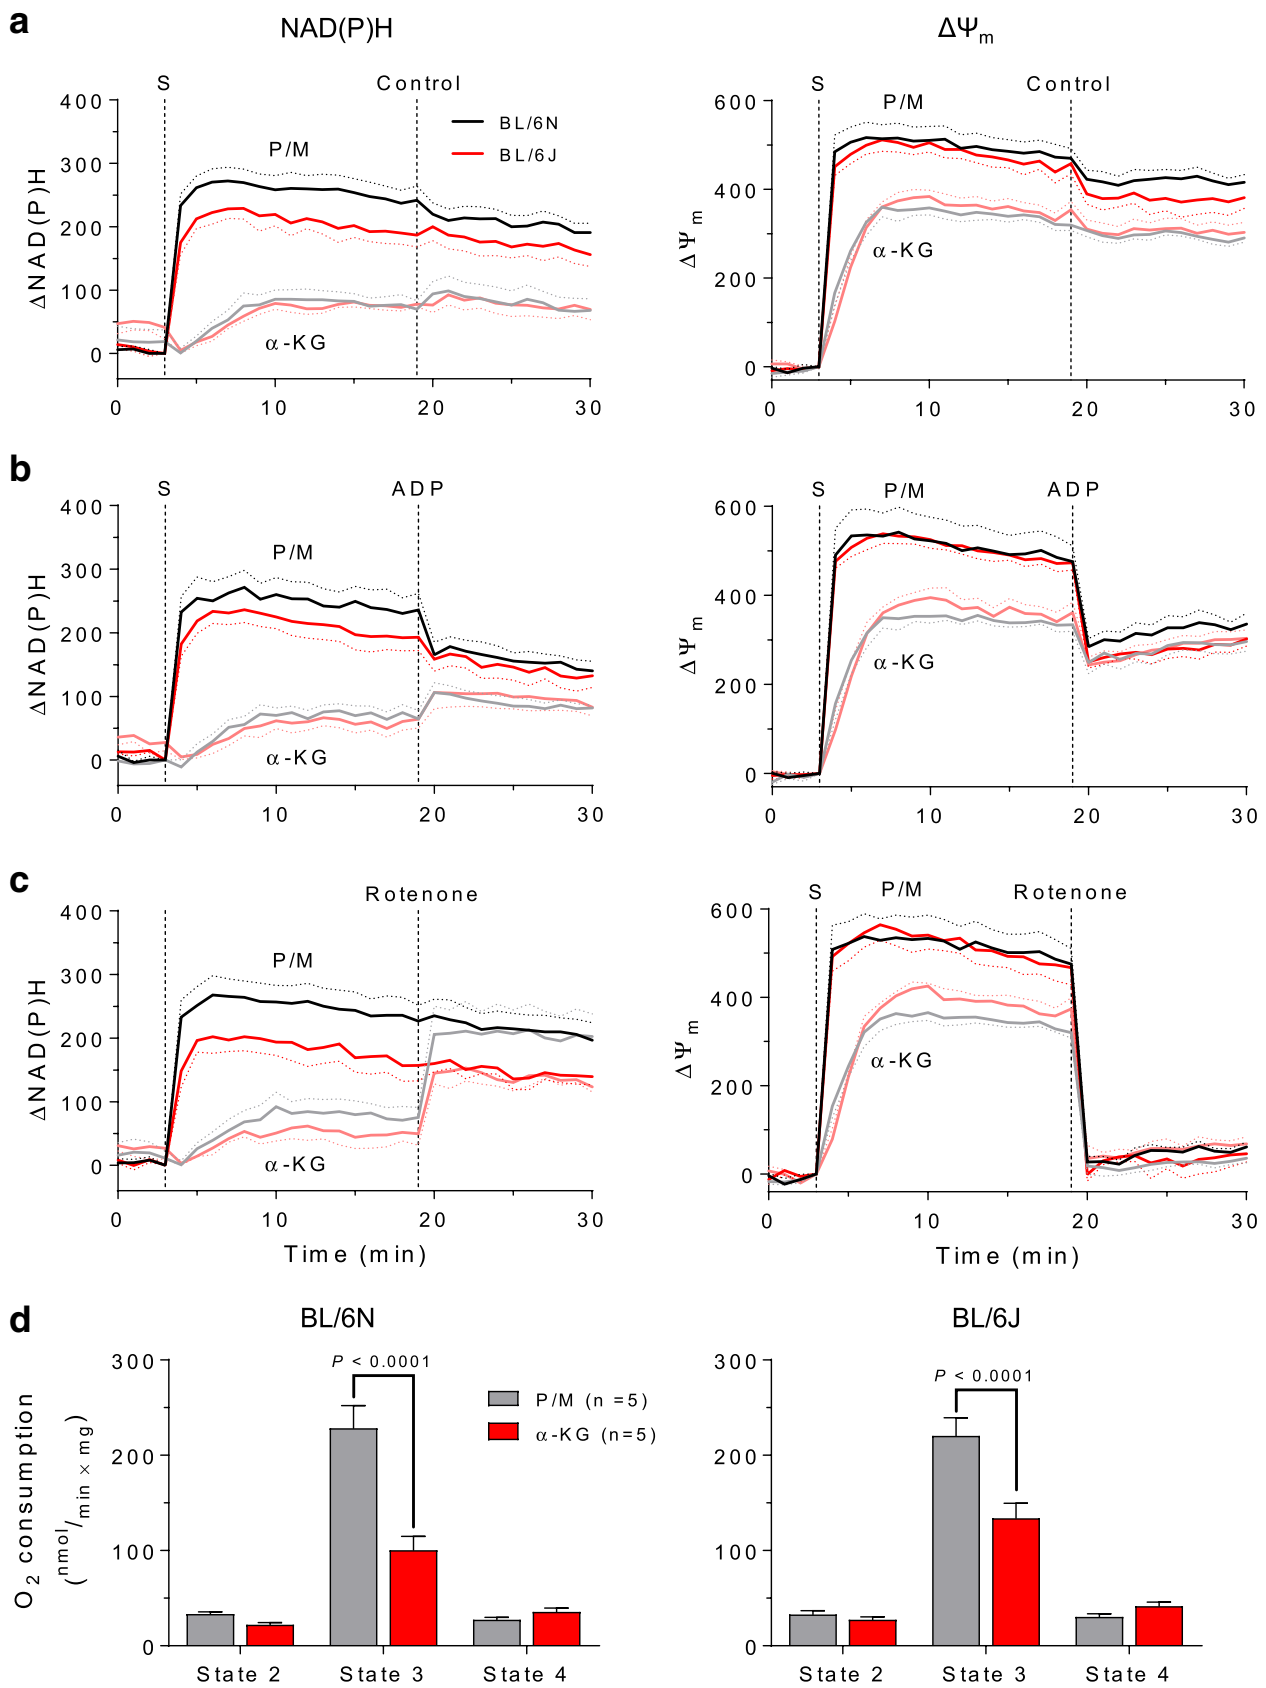 a
NAD(P)H
ΔΨm
S
Control
ΔNAD(P)H
400
300
200
100
0
P/M
BL/6N
BL/6J
α-KG
0 10 20 30
S
P/M
Control
ΔΨm
600
400
200
0
α-KG
0 10 20 30
b
S
ADP
ΔNAD(P)H
400
300
200
100
0
P/M
α-KG
0 10 20 30
S
P/M
ADP
ΔΨm
600
400
200
0
α-KG
0 10 20 30
c
Rotenone
ΔNAD(P)H
400
300
200
100
0
P/M
α-KG
0 10 20 30
Time (min)
S
P/M
Rotenone
ΔΨm
600
400
200
0
α-KG
0 10 20 30
Time (min)
d
BL/6N
O2 consumption
(nmol/min × mg)
300
200
100
0
P < 0.0001
P/M (n =5)
α-KG (n=5)
State 2 State 3 State 4
BL/6J
300
200
100
0
P < 0.0001
State 2 State 3 State 4